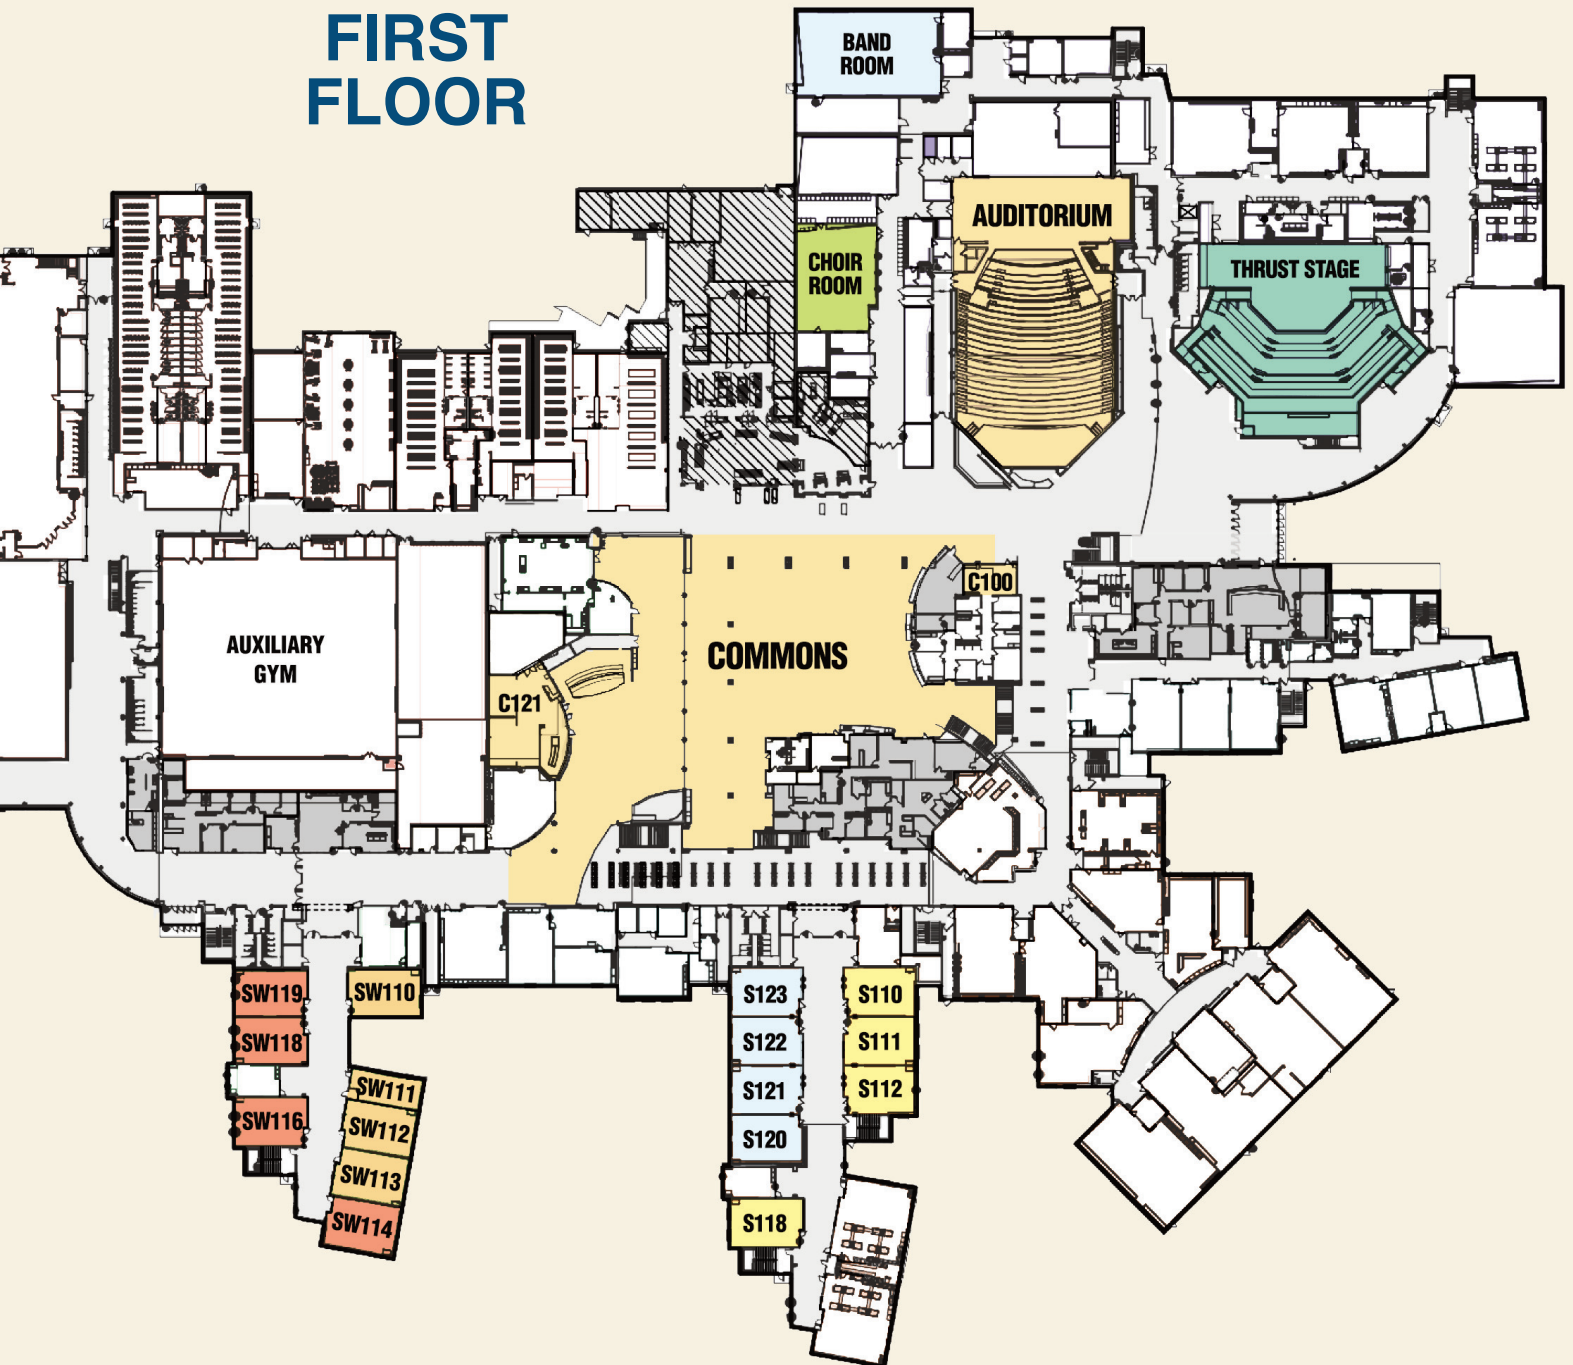 FIRST
FLOOR
BAND
ROOM
AUDITORIUM
CHOIR
ROOM
THRUST STAGE
C100
AUXILIARY
GYM
COMMONS
C121
SW119
SW110
SW118
SW111
SW116
SW112
SW113
SW114
S123
S110
S122
S111
S121
S112
S120
S118